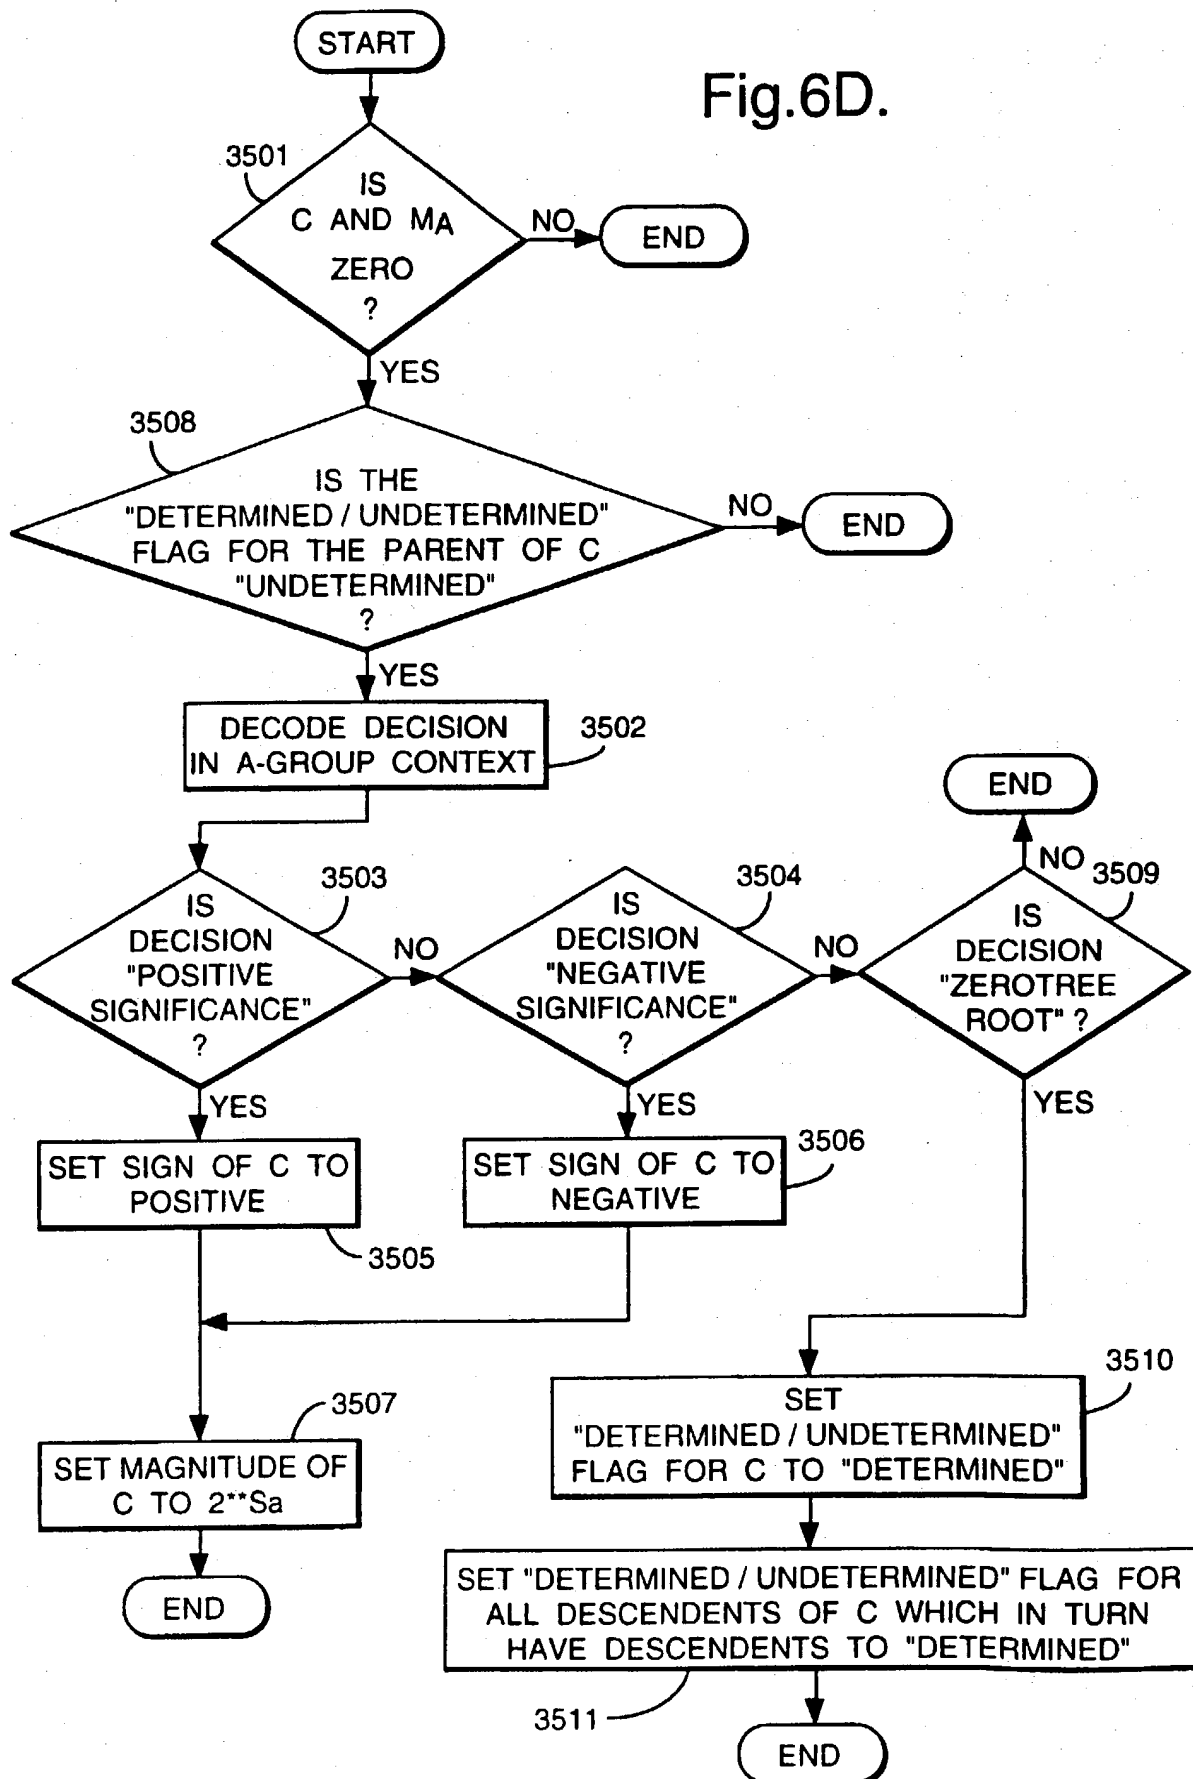 START
Fig.6D.
3501
IS
C AND MA
ZERO
?
NO
END
YES
3508
IS THE
"DETERMINED / UNDETERMINED"
FLAG FOR THE PARENT OF C
"UNDETERMINED"
?
NO
END
YES
DECODE DECISION
IN A-GROUP CONTEXT
3502
END
3503
IS
DECISION
"POSITIVE
SIGNIFICANCE"
?
NO
3504
IS
DECISION
"NEGATIVE
SIGNIFICANCE"
?
NO
NO
3509
IS
DECISION
"ZEROTREE
ROOT" ?
YES
YES
YES
SET SIGN OF C TO
POSITIVE
3505
SET SIGN OF C TO
NEGATIVE
3506
3507
SET MAGNITUDE OF
C TO 2**Sa
END
3510
SET
"DETERMINED / UNDETERMINED"
FLAG FOR C TO "DETERMINED"
SET "DETERMINED / UNDETERMINED" FLAG FOR
ALL DESCENDENTS OF C WHICH IN TURN
HAVE DESCENDENTS TO "DETERMINED"
3511
END